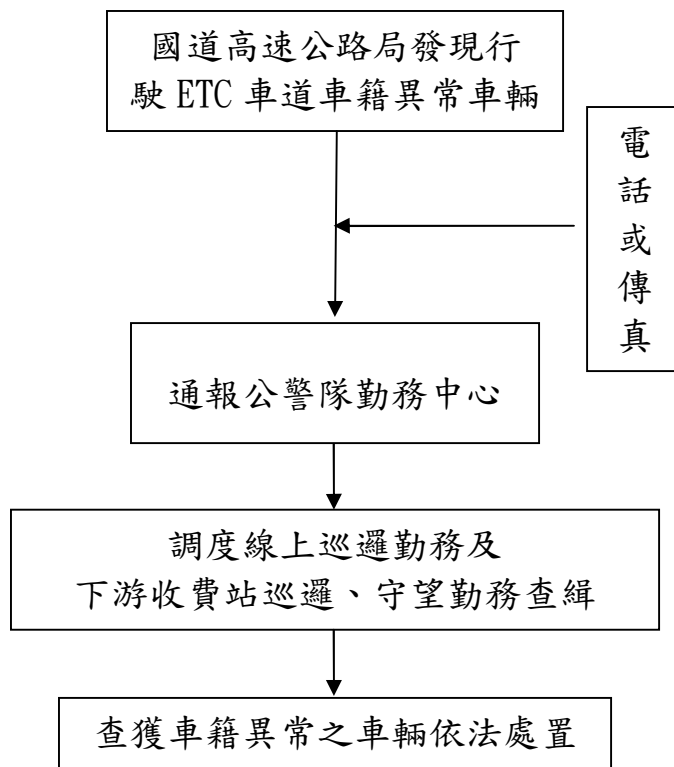 國道高速公路局發現行
駛 ETC 車道車籍異常車輛
電話或傳真
通報公警隊勤務中心
調度線上巡邏勤務及
下游收費站巡邏、守望勤務查緝
查獲車籍異常之車輛依法處置